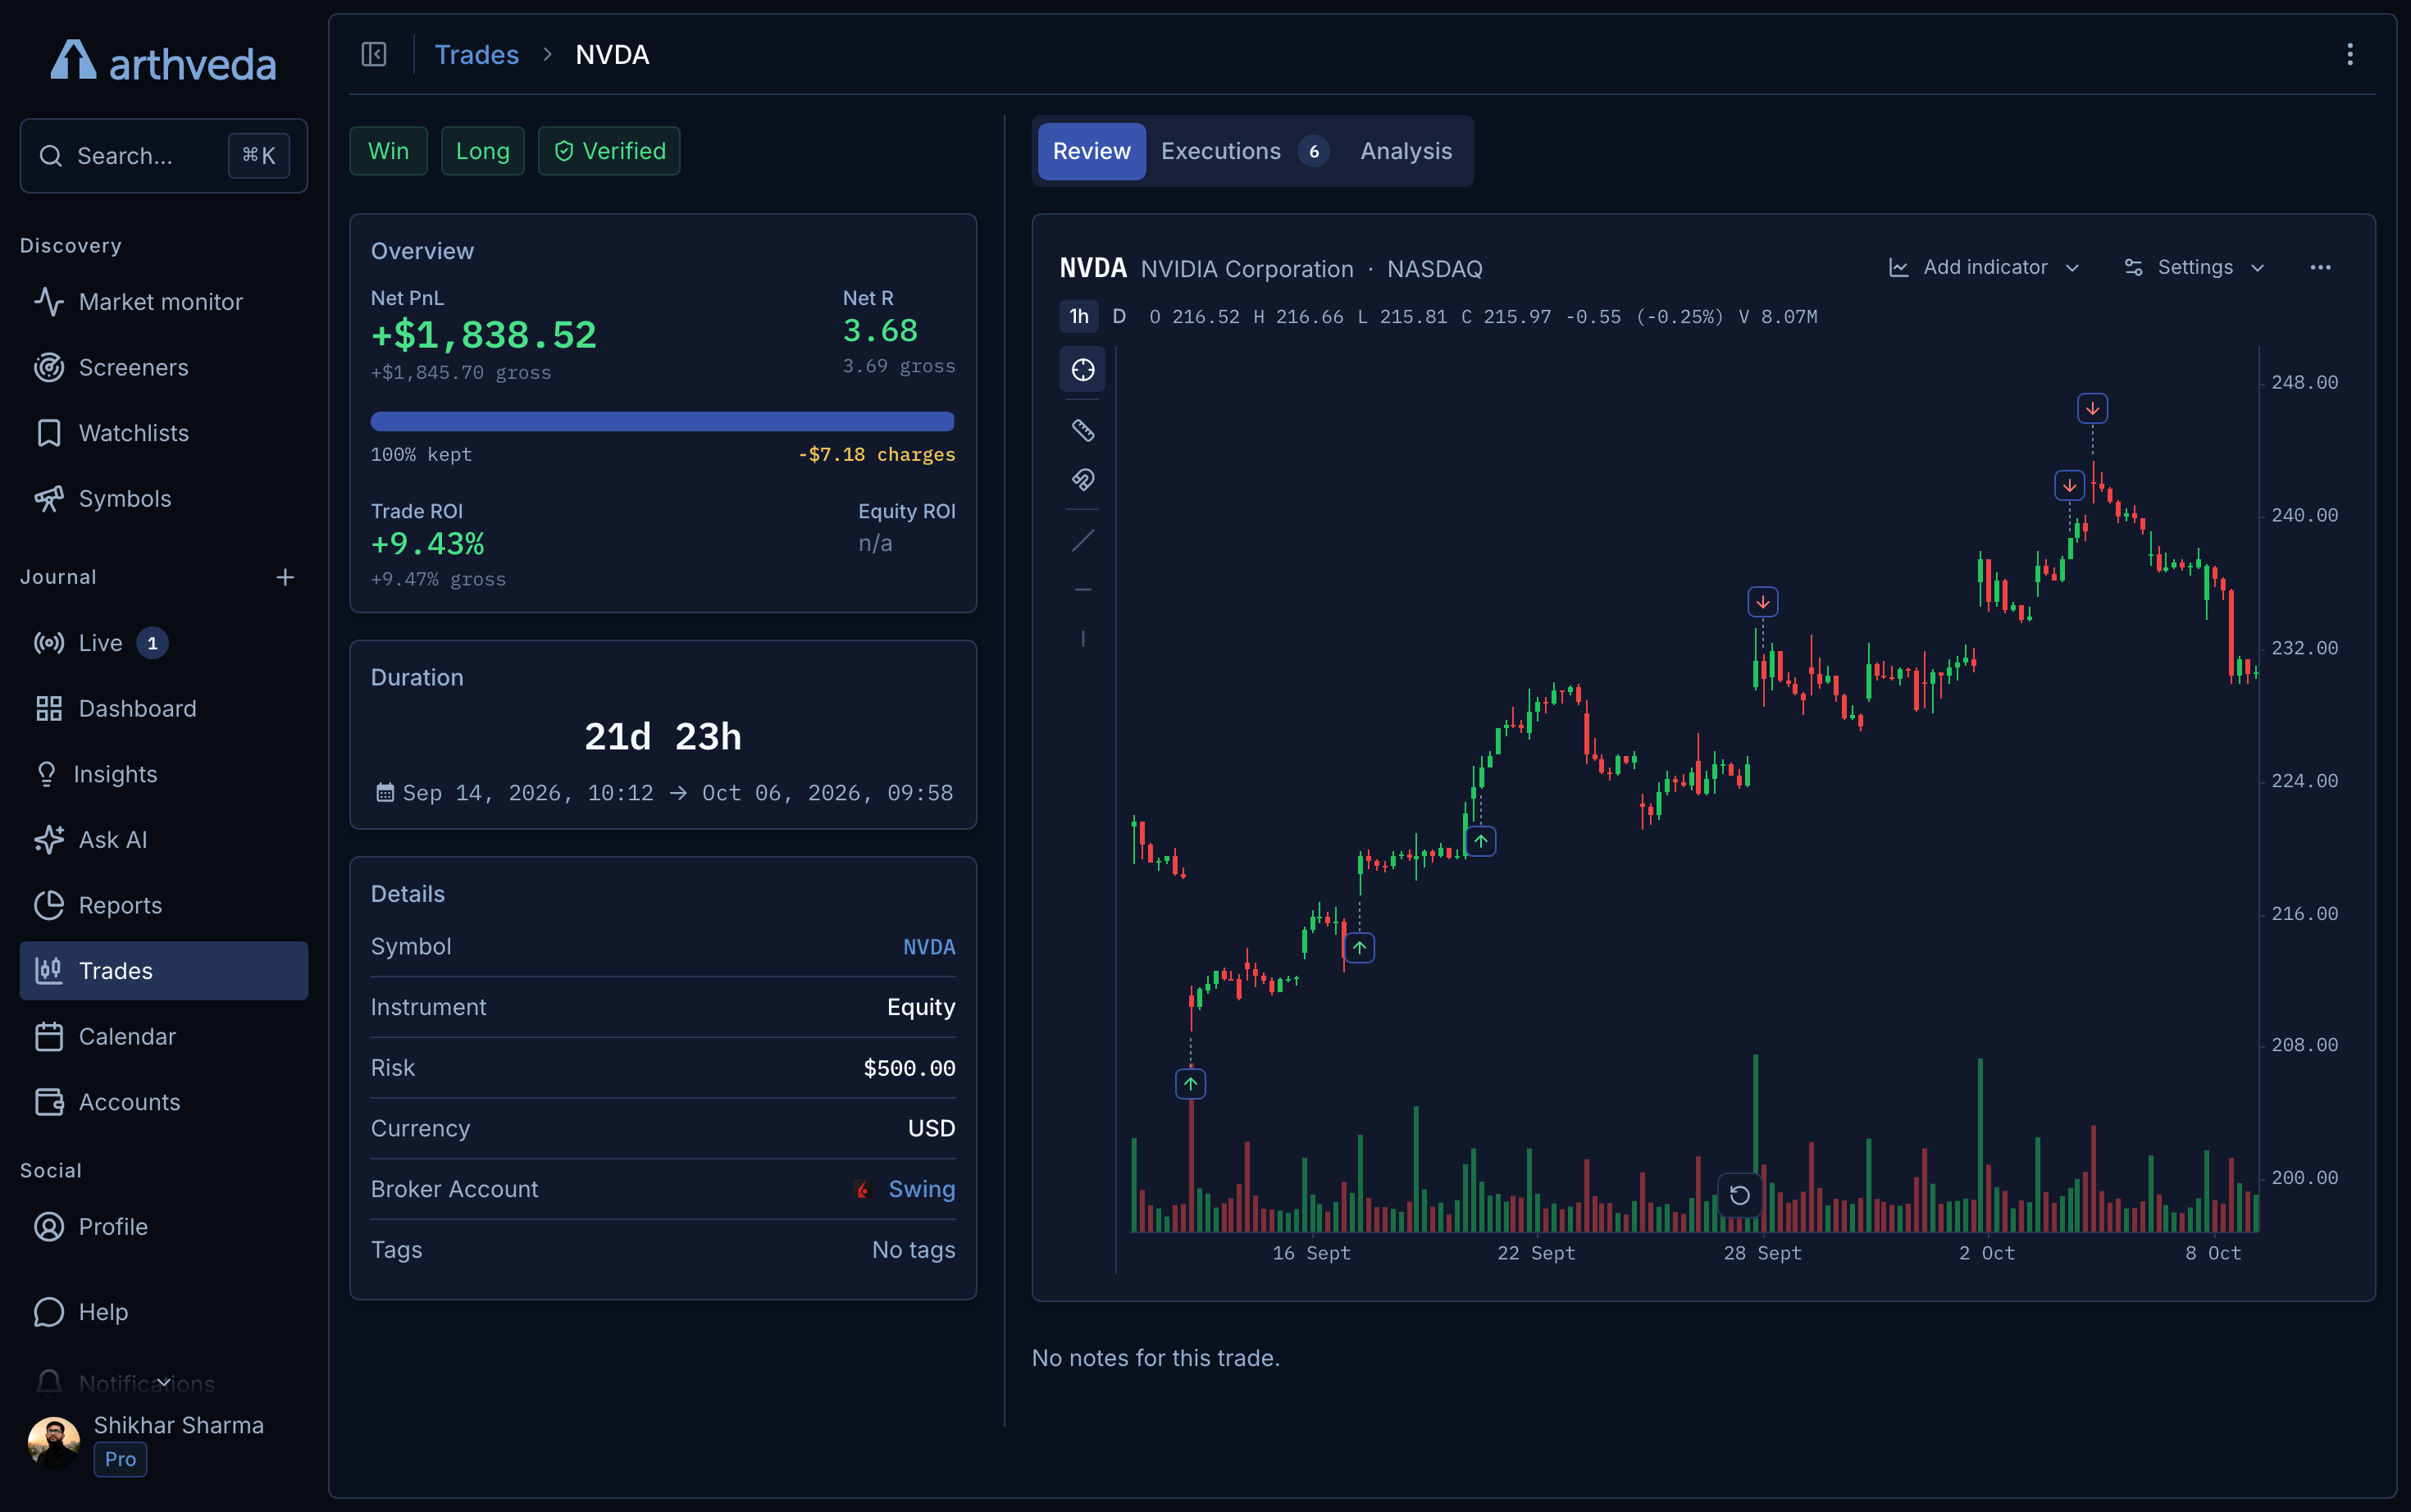 arthveda
Search...
⌘K
Discovery
Market monitor
Screeners
Watchlists
Symbols
Journal
Live 1
Dashboard
Insights
Ask AI
Reports
Trades
Calendar
Accounts
Social
Profile
Help
Notifications
Shikhar Sharma
Pro
Trades > NVDA
Win Long Verified
Overview
Net PnL Net R
+$1,838.52 3.68
+$1,845.70 gross 3.69 gross
100% kept -$7.18 charges
Trade ROI Equity ROI
+9.43% n/a
+9.47% gross
Duration
21d 23h
Sep 14, 2026, 10:12 → Oct 06, 2026, 09:58
Details
Symbol NVDA
Instrument Equity
Risk $500.00
Currency USD
Broker Account Swing
Tags No tags
Review Executions 6 Analysis
NVDA NVIDIA Corporation · NASDAQ
Add indicator Settings
1h D O 216.52 H 216.66 L 215.81 C 215.97 -0.55 (-0.25%) V 8.07M
248.00
240.00
232.00
224.00
216.00
208.00
200.00
16 Sept 22 Sept 28 Sept 2 Oct 8 Oct
No notes for this trade.